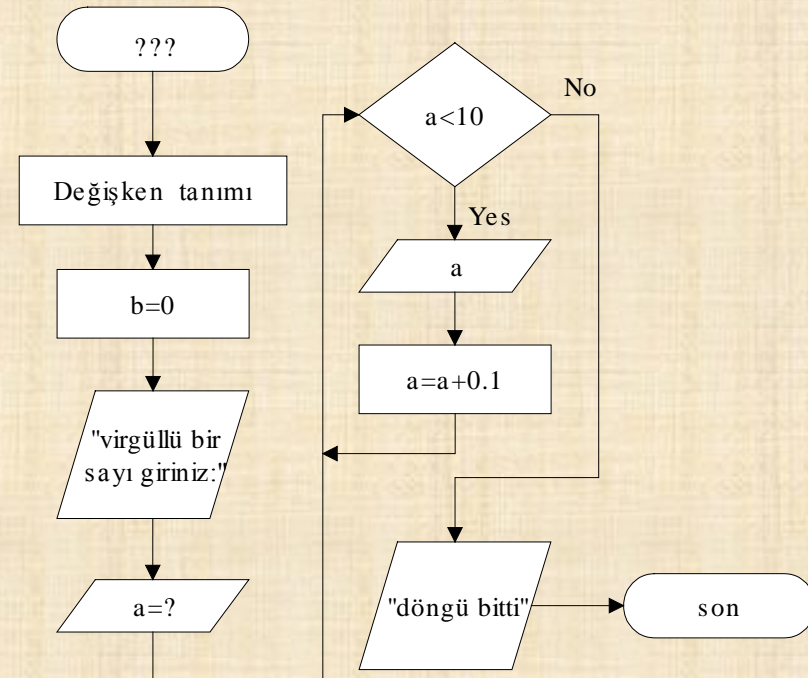 ???
Değişken tanımı
b=0
"virgüllü bir
sayı giriniz:"
a=?
a<10
No
Yes
a
a=a+0.1
"döngü bitti"
son